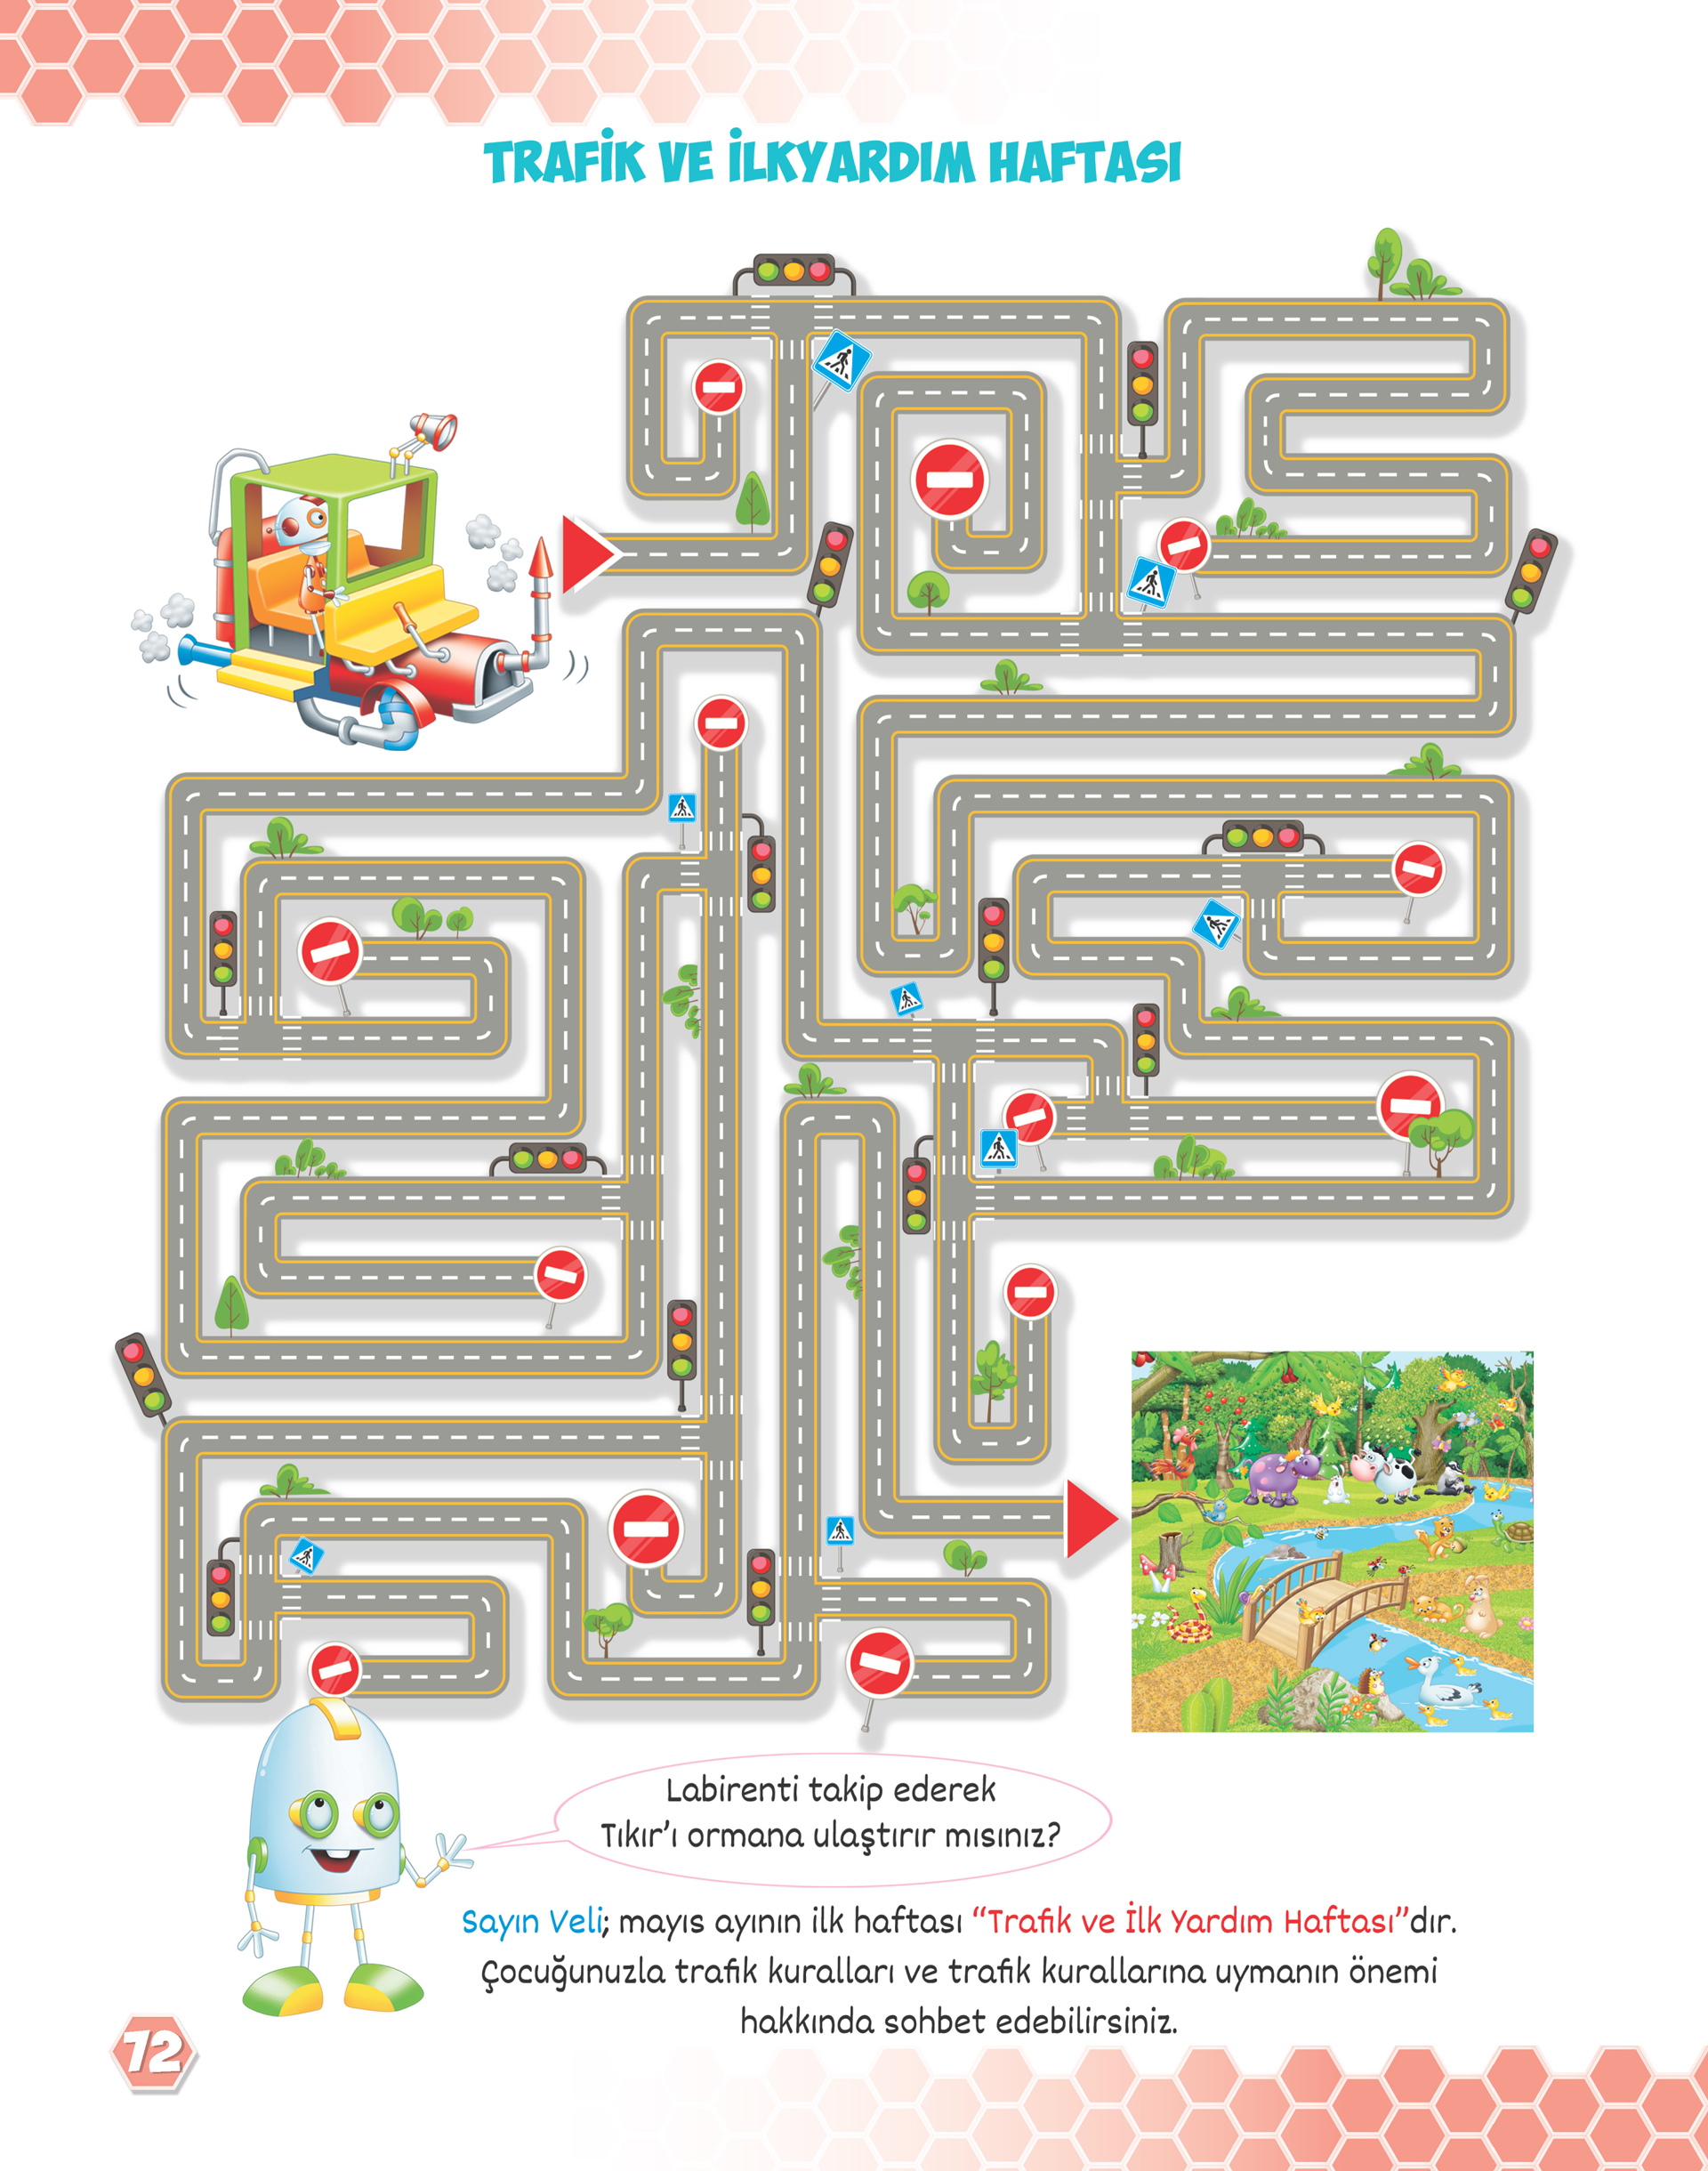 TRAFİK VE İLKYARDIM HAFTASI
Labirenti takip ederek
Tıkır'ı ormana ulaştırır mısınız?
Sayın Veli; mayıs ayının ilk haftası “Trafik ve İlk Yardım Haftası”dır.
Çocuğunuzla trafik kuralları ve trafik kurallarına uymanın önemi
hakkında sohbet edebilirsiniz.
72